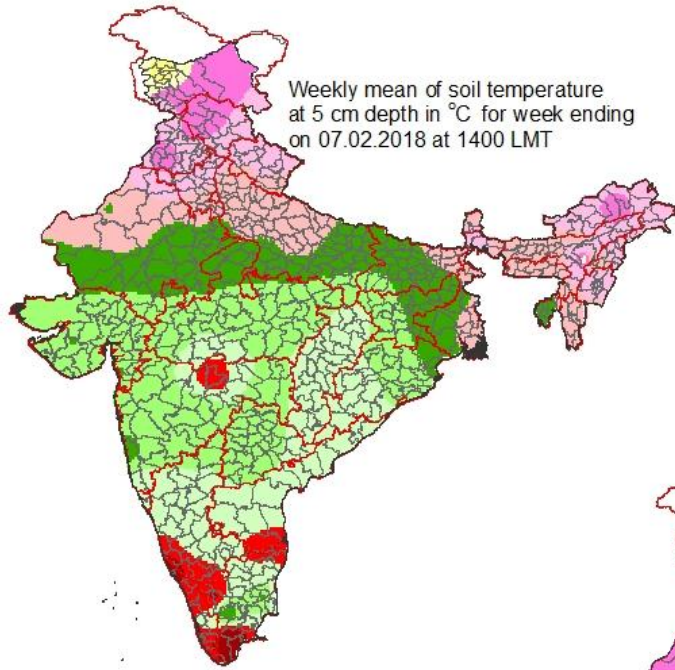 Weekly mean of soil temperature
at 5 cm depth in °C for week ending
on 07.02.2018 at 1400 LMT